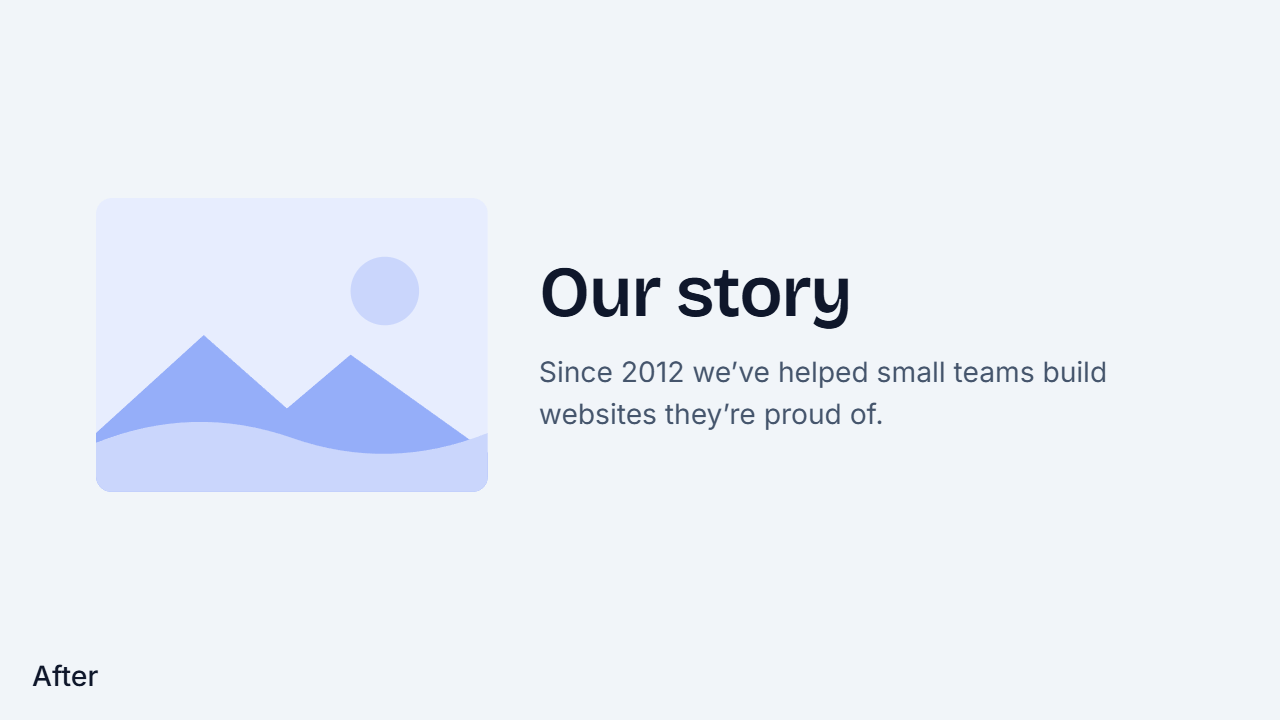 Our story
Since 2012 we’ve helped small teams build
websites they’re proud of.
After